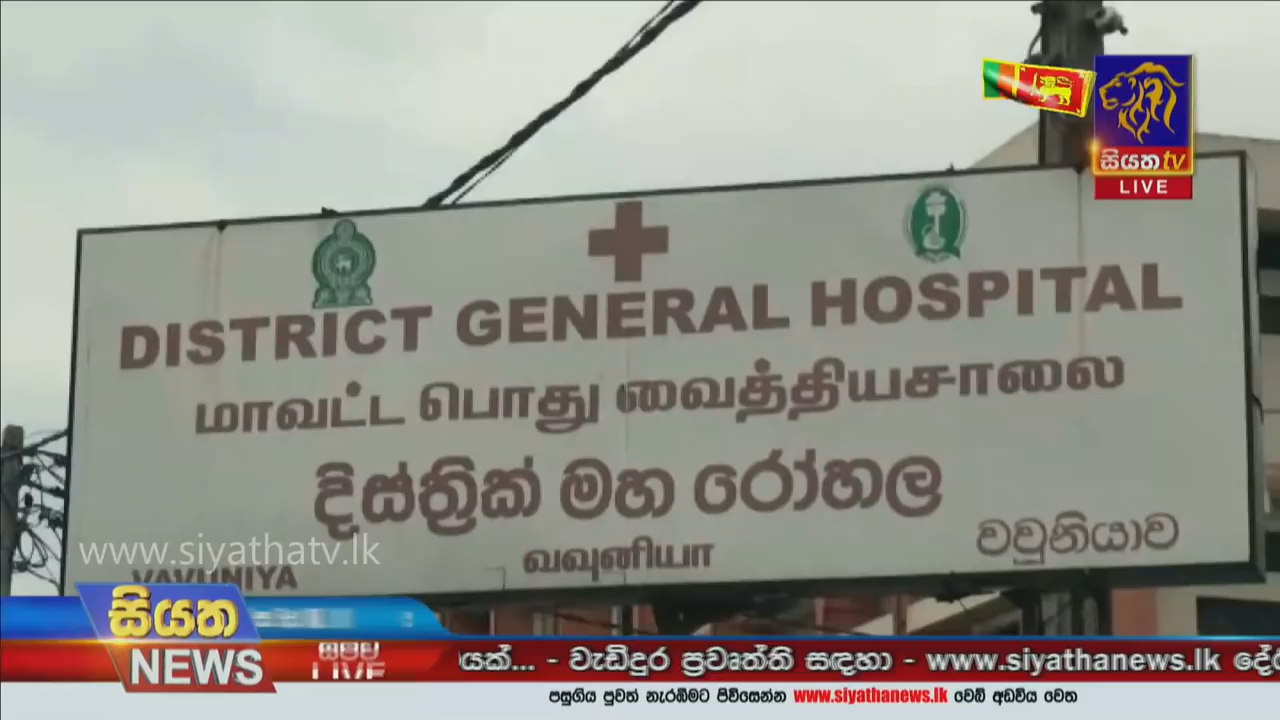 සියත tv
LIVE
DISTRICT GENERAL HOSPITAL
மாவட்ட பொது வைத்தியசாலை
දිස්ත්‍රික් මහ රෝහල
වවුනියාව
வவுனியா
VAVUNIYA
www.siyathatv.lk
සියත
NEWS
LIVE
යක්... - වැඩිදුර ප්‍රවෘත්ති සඳහා - www.siyathanews.lk
පසුගිය පුවත් නැරඹීමට පිවිසෙන්න www.siyathanews.lk වෙබ් අඩවිය වෙත